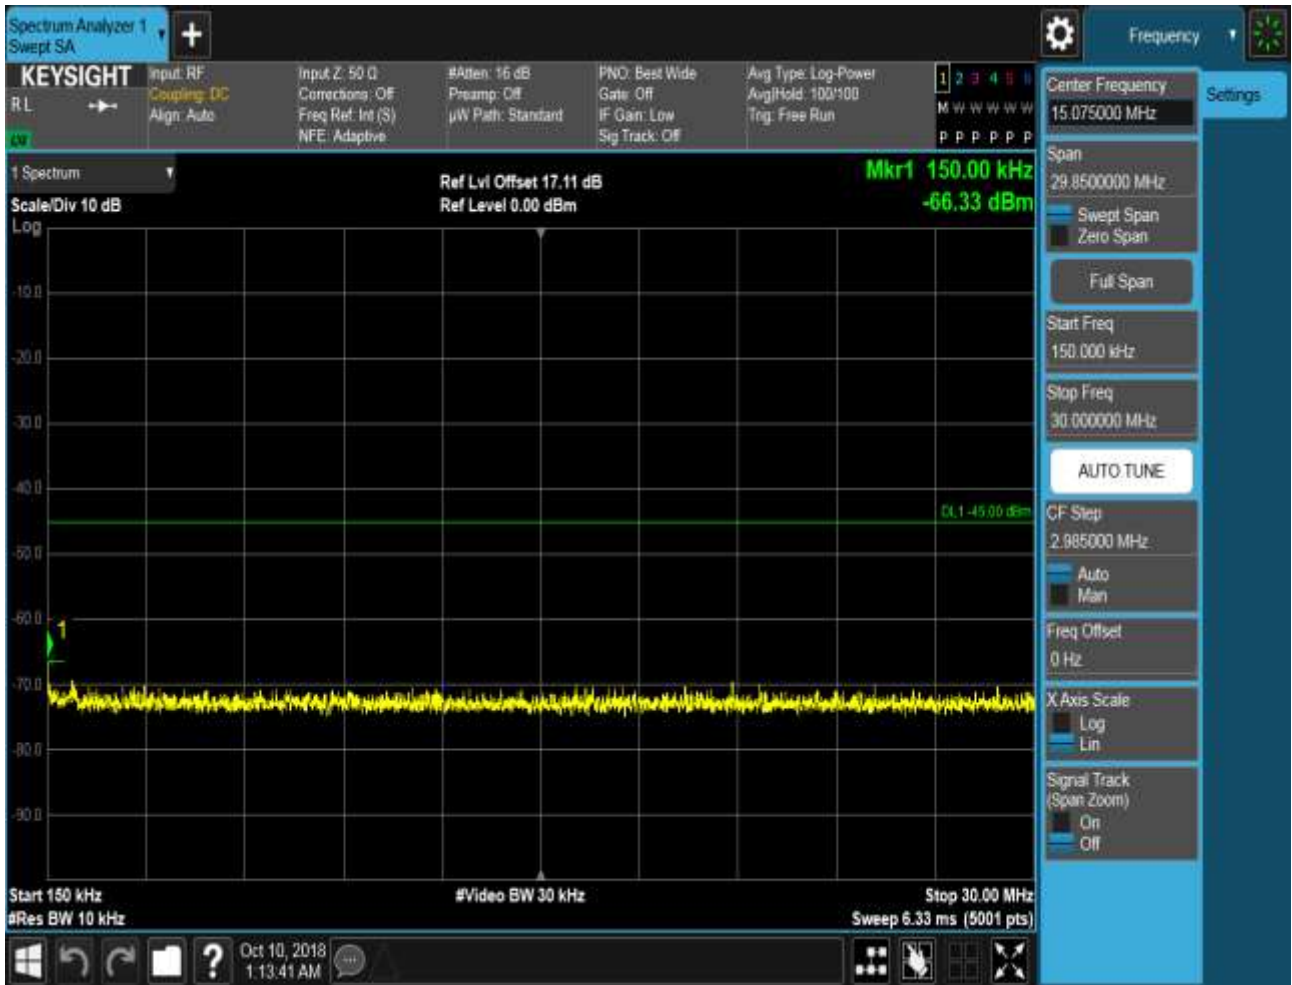 Spectrum Analyzer 1
Swept SA
Frequency
KEYSIGHT
RL
Input: RF
Coupling: DC
Align: Auto
Input Z: 50 Ω
Corrections: Off
Freq Ref: Int (S)
NFE: Adaptive
#Atten: 16 dB
Preamp: Off
µW Path: Standard
PNO: Best Wide
Gate: Off
IF Gain: Low
Sig Track: Off
Avg Type: Log-Power
Avg|Hold: 100/100
Trig: Free Run
1 2 3 4 5 6
M W W W W W
P P P P P P
1 Spectrum
Scale/Div 10 dB
Ref Lvl Offset 17.11 dB
Ref Level 0.00 dBm
Mkr1 150.00 kHz
-66.33 dBm
Log
-10.0
-20.0
-30.0
-40.0
-50.0
-60.0
-70.0
-80.0
-90.0
DL1 -45.00 dBm
1
Start 150 kHz
#Video BW 30 kHz
Stop 30.00 MHz
#Res BW 10 kHz
Sweep 6.33 ms (5001 pts)
?
Oct 10, 2018
1:13:41 AM
Center Frequency
15.075000 MHz
Settings
Span
29.8500000 MHz
Swept Span
Zero Span
Full Span
Start Freq
150.000 kHz
Stop Freq
30.000000 MHz
AUTO TUNE
CF Step
2.985000 MHz
Auto
Man
Freq Offset
0 Hz
X Axis Scale
Log
Lin
Signal Track
(Span Zoom)
On
Off